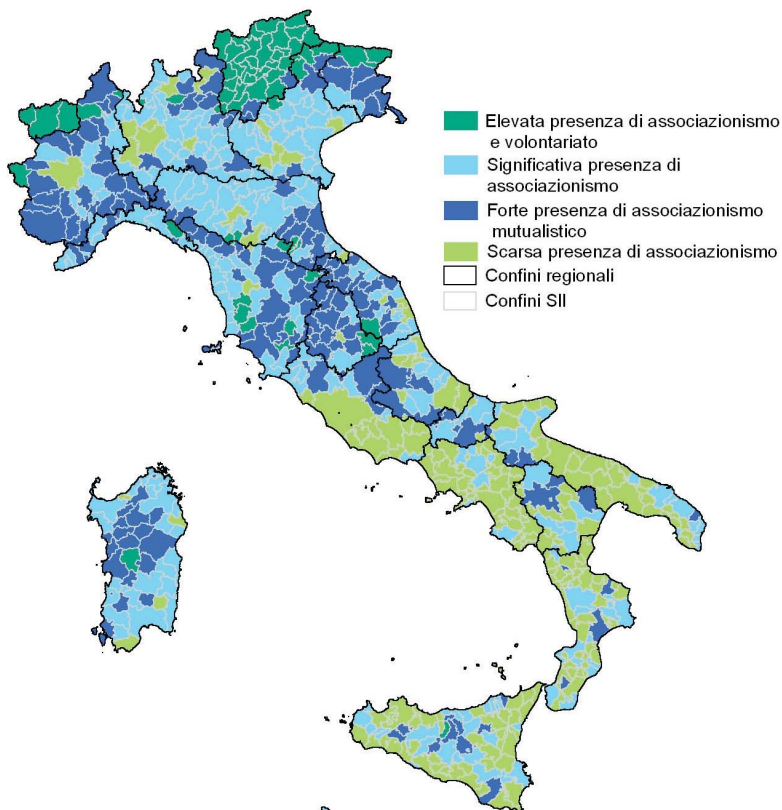 Elevata presenza di associazionismo
e volontariato
Significativa presenza di
associazionismo
Forte presenza di associazionismo
mutualistico
Scarsa presenza di associazionismo
Confini regionali
Confini SII